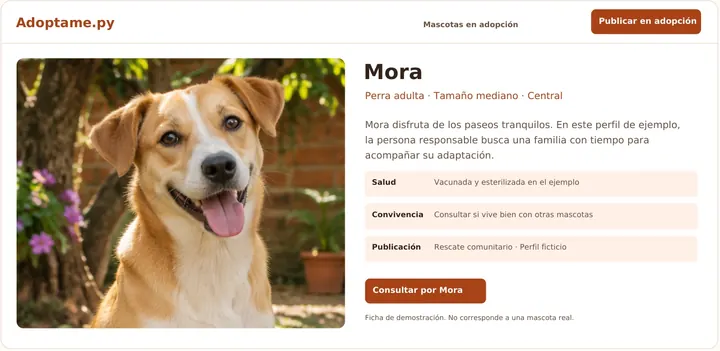 Adoptame.py
Mascotas en adopción
Publicar en adopción
Mora
Perra adulta · Tamaño mediano · Central
Mora disfruta de los paseos tranquilos. En este perfil de ejemplo,
la persona responsable busca una familia con tiempo para
acompañar su adaptación.
Salud Vacunada y esterilizada en el ejemplo
Convivencia Consultar si vive bien con otras mascotas
Publicación Rescate comunitario · Perfil ficticio
Consultar por Mora
Ficha de demostración. No corresponde a una mascota real.